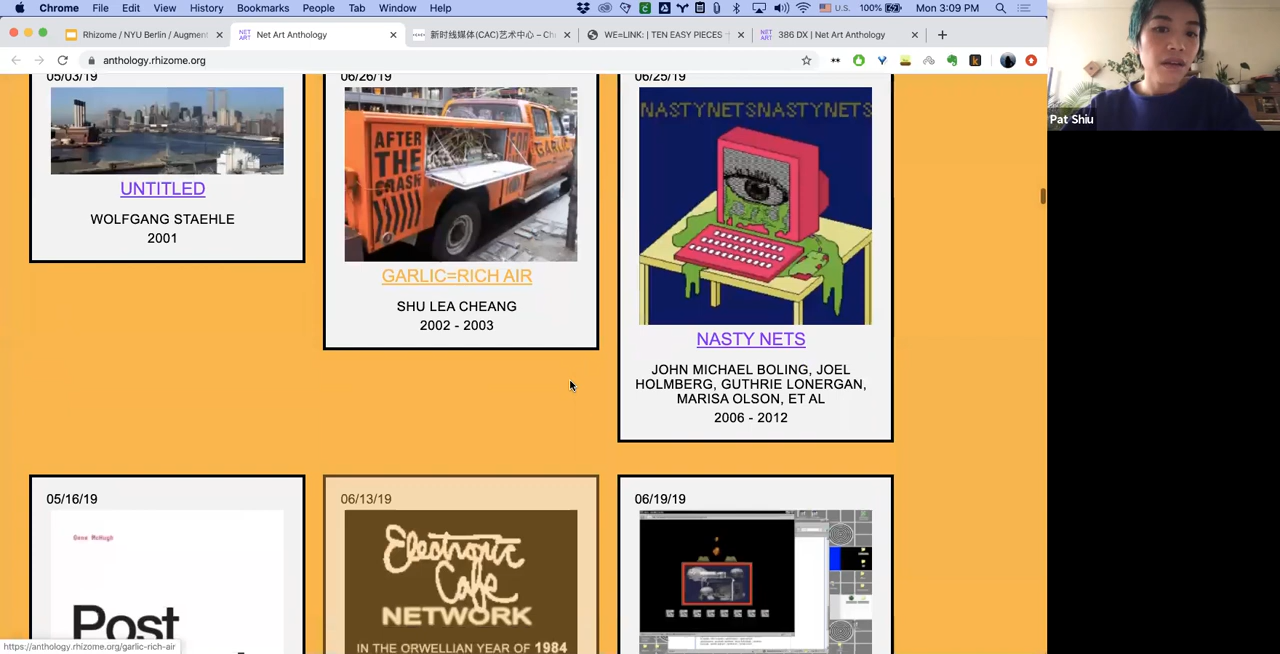 Chrome File Edit View History Bookmarks People Tab Window Help
U.S. 100% Mon 3:09 PM
Rhizome / NYU Berlin / Augment
Net Art Anthology
新时线媒体(CAC)艺术中心 – Ch
WE=LINK: | TEN EASY PIECES
386 DX | Net Art Anthology
anthology.rhizome.org
Pat Shiu
05/03/19
UNTITLED
WOLFGANG STAEHLE
2001
06/26/19
AFTER
THE
CRASH
GARLIC
GARLIC=RICH AIR
SHU LEA CHEANG
2002 - 2003
06/25/19
NASTYNETSNASTYNETS
NASTY NETS
JOHN MICHAEL BOLING, JOEL
HOLMBERG, GUTHRIE LONERGAN,
MARISA OLSON, ET AL
2006 - 2012
05/16/19
Gene McHugh
Post
06/13/19
Electronic
Cafe
NETWORK
IN THE ORWELLIAN YEAR OF 1984
06/19/19
https://anthology.rhizome.org/garlic-rich-air